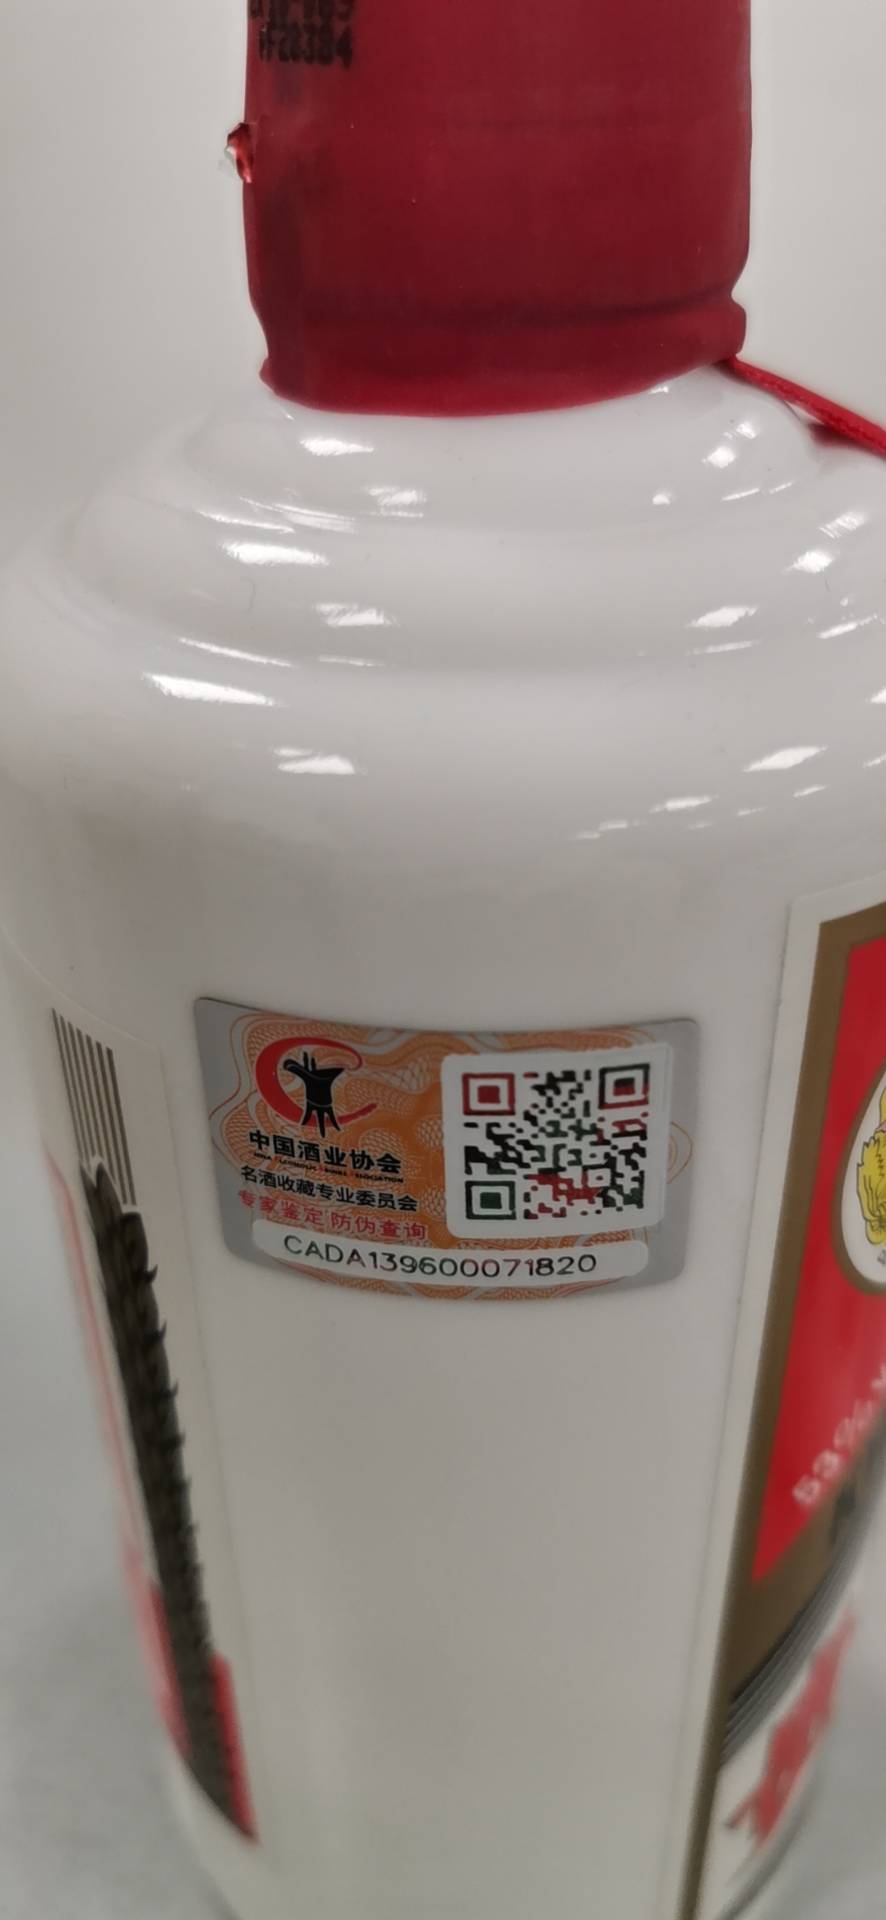 中国酒业协会
名酒收藏专业委员会
专家鉴定 防伪查询
CADA139600071820
53%